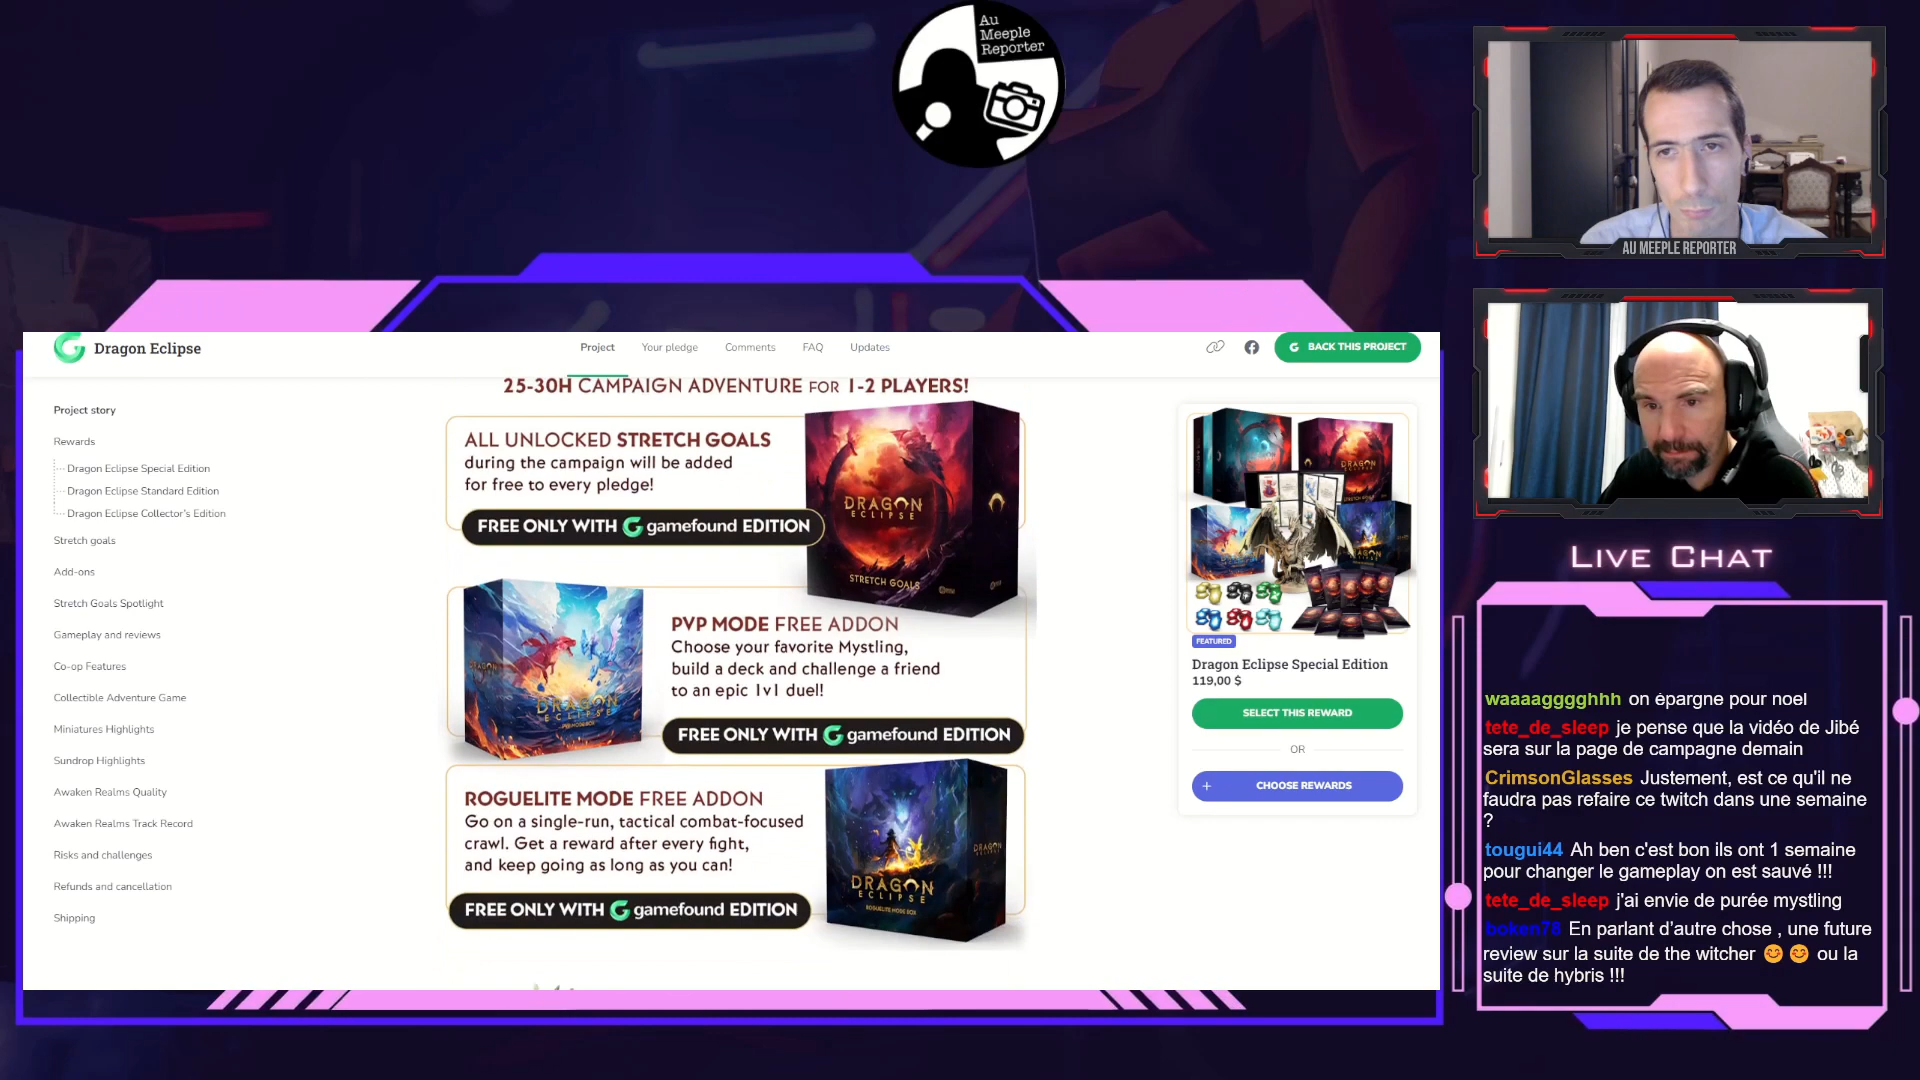 Au
Meeple
Reporter
AU MEEPLE REPORTER
Dragon Eclipse
Project
Your pledge
Comments
FAQ
Updates
BACK THIS PROJECT
Project story
Rewards
Dragon Eclipse Special Edition
Dragon Eclipse Standard Edition
Dragon Eclipse Collector's Edition
Stretch goals
Add-ons
Stretch Goals Spotlight
Gameplay and reviews
Co-op Features
Collectible Adventure Game
Miniatures Highlights
Sundrop Highlights
Awaken Realms Quality
Awaken Realms Track Record
Risks and challenges
Refunds and cancellation
Shipping
25-30H CAMPAIGN ADVENTURE FOR 1-2 PLAYERS!
ALL UNLOCKED STRETCH GOALS
during the campaign will be added
for free to every pledge!
FREE ONLY WITH gamefound EDITION
DRAGON
ECLIPSE
STRETCH GOALS
PVP MODE FREE ADDON
Choose your favorite Mystling,
build a deck and challenge a friend
to an epic 1v1 duel!
FREE ONLY WITH gamefound EDITION
DRAGON
ECLIPSE
ROGUELITE MODE FREE ADDON
Go on a single-run, tactical combat-focused
crawl. Get a reward after every fight,
and keep going as long as you can!
FREE ONLY WITH gamefound EDITION
DRAGON
ECLIPSE
ROGUELITE MODE BOX
DRAGON
ECLIPSE
FEATURED
Dragon Eclipse Special Edition
119,00 $
SELECT THIS REWARD
OR
+ CHOOSE REWARDS
LIVE CHAT
waaaagggghhh on épargne pour noel
tete_de_sleep je pense que la vidéo de Jibé
sera sur la page de campagne demain
CrimsonGlasses Justement, est ce qu'il ne
faudra pas refaire ce twitch dans une semaine
?
tougui44 Ah ben c'est bon ils ont 1 semaine
pour changer le gameplay on est sauvé !!!
tete_de_sleep j'ai envie de purée mystling
boken78 En parlant d'autre chose , une future
review sur la suite de the witcher 😊 😊 ou la
suite de hybris !!!